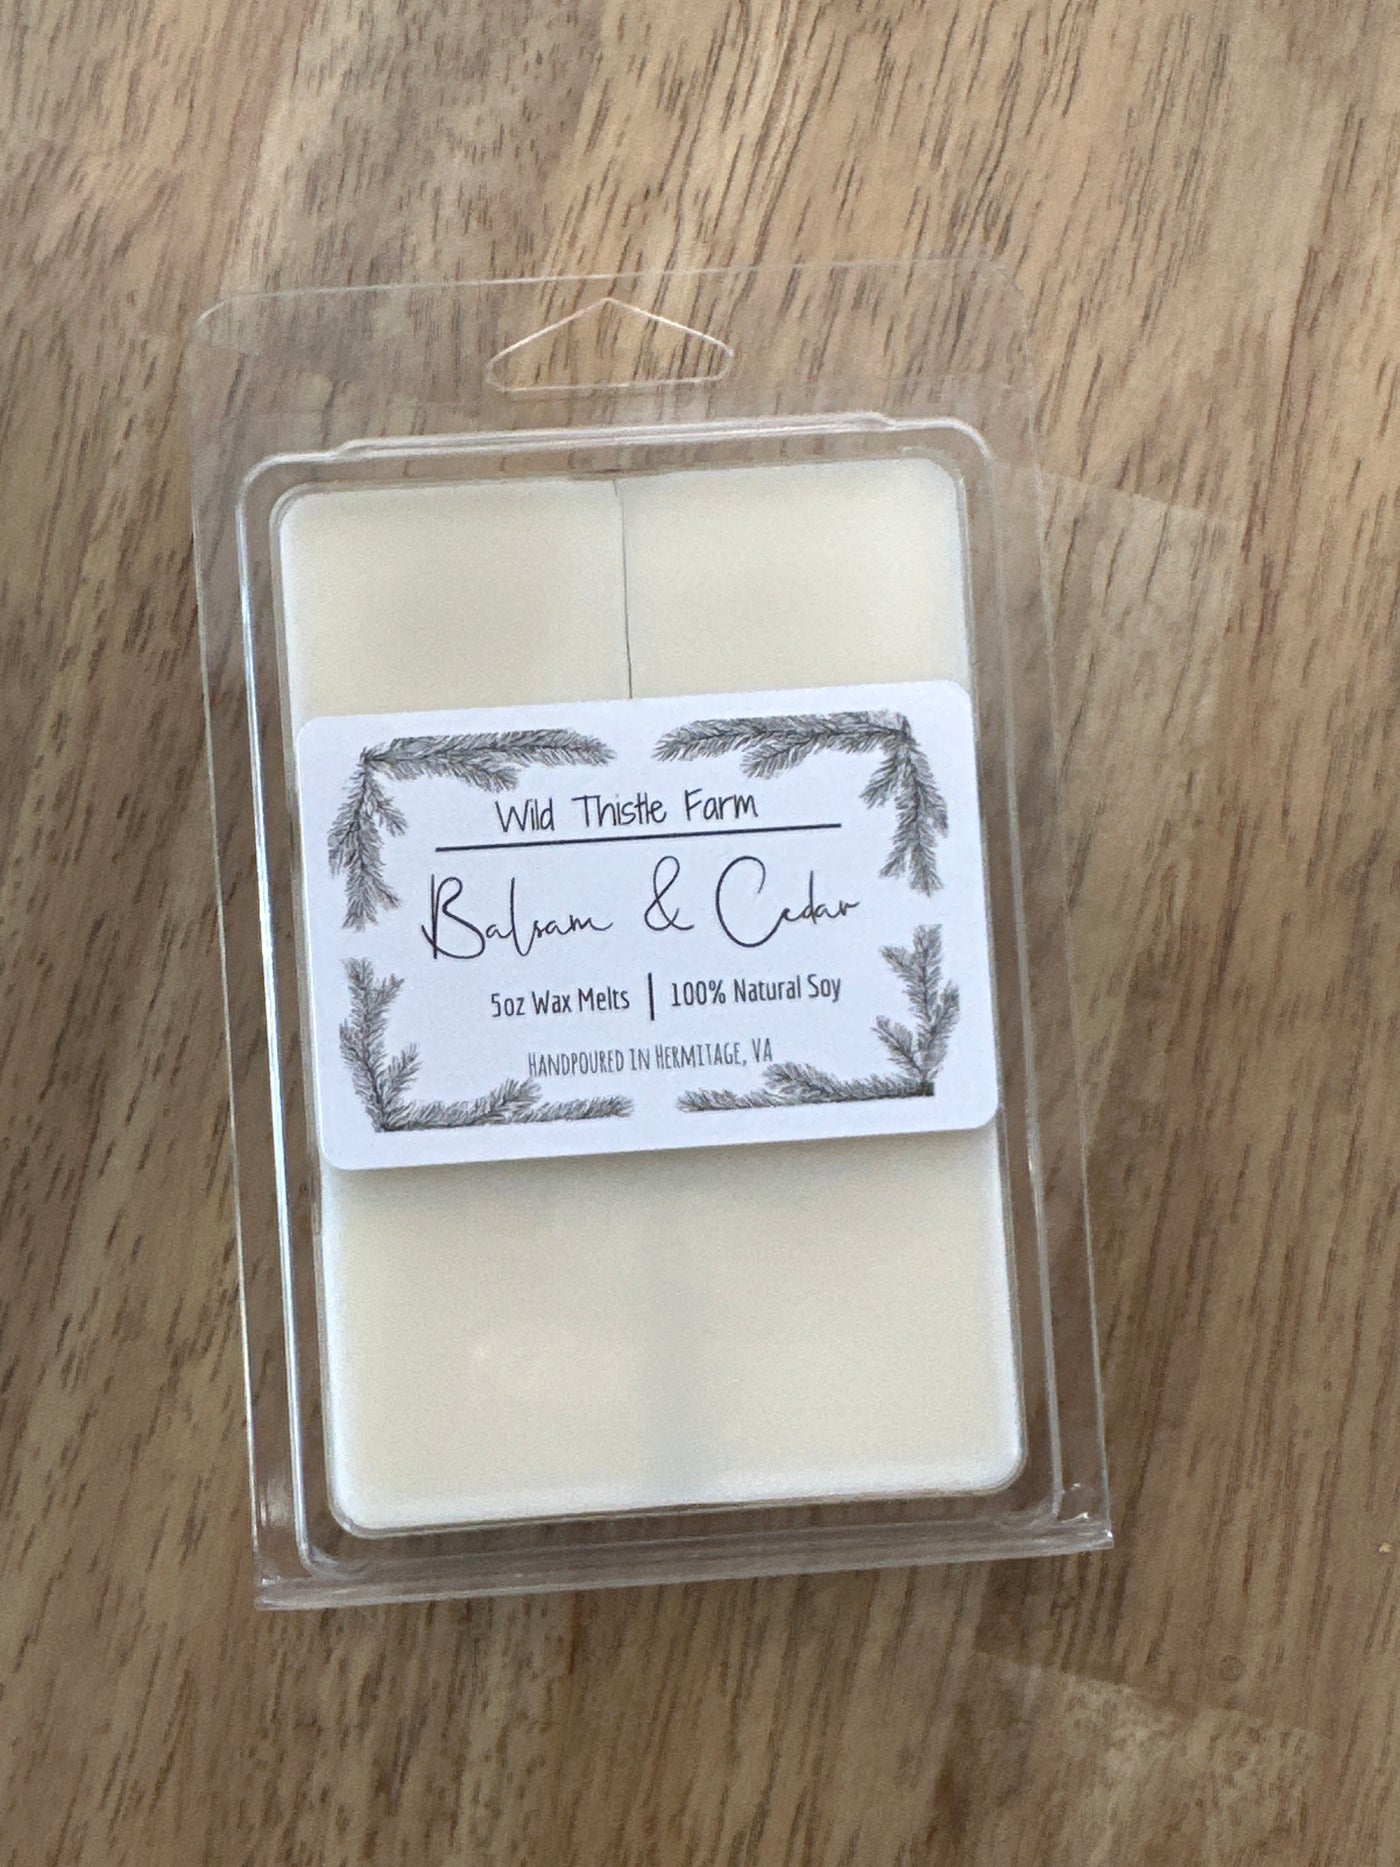 Wild Thistle Farm
Balsam & Cedar
5oz Wax Melts | 100% Natural Soy
HANDPOURED IN HERMITAGE, VA